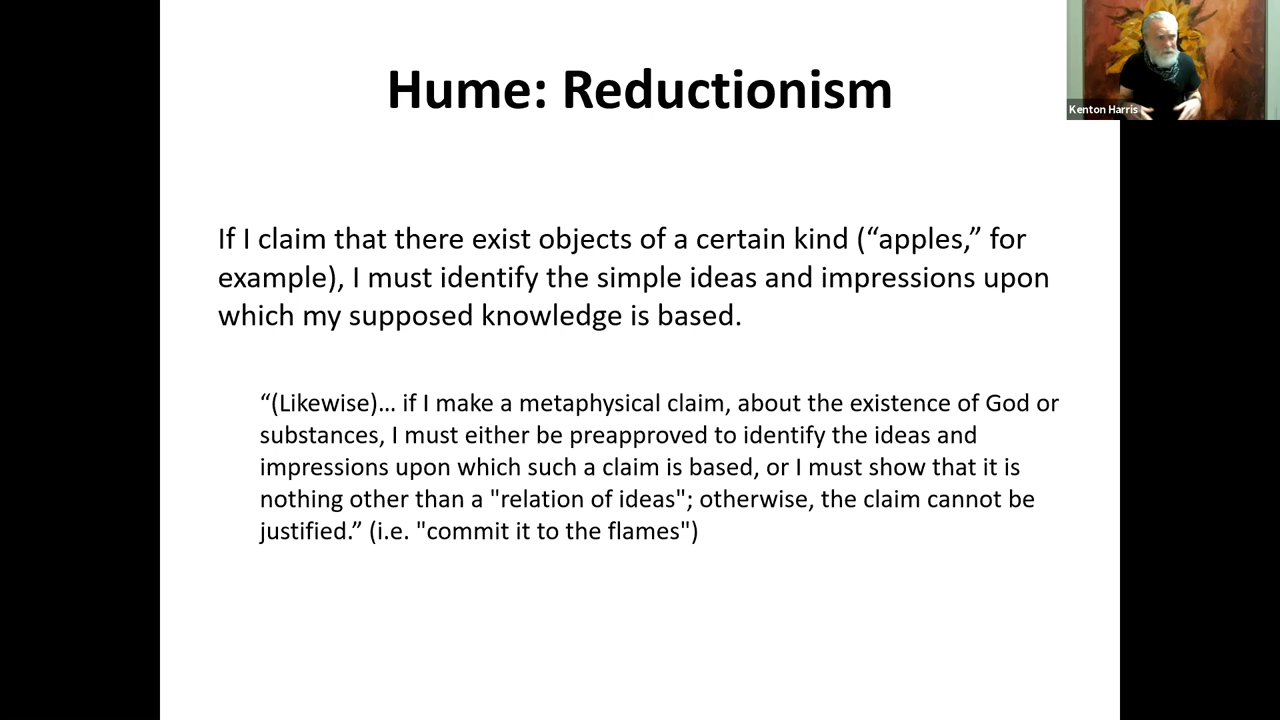 Hume: Reductionism
Kenton Harris
If I claim that there exist objects of a certain kind (“apples,” for
example), I must identify the simple ideas and impressions upon
which my supposed knowledge is based.
“(Likewise)… if I make a metaphysical claim, about the existence of God or
substances, I must either be preapproved to identify the ideas and
impressions upon which such a claim is based, or I must show that it is
nothing other than a "relation of ideas"; otherwise, the claim cannot be
justified.” (i.e. "commit it to the flames")